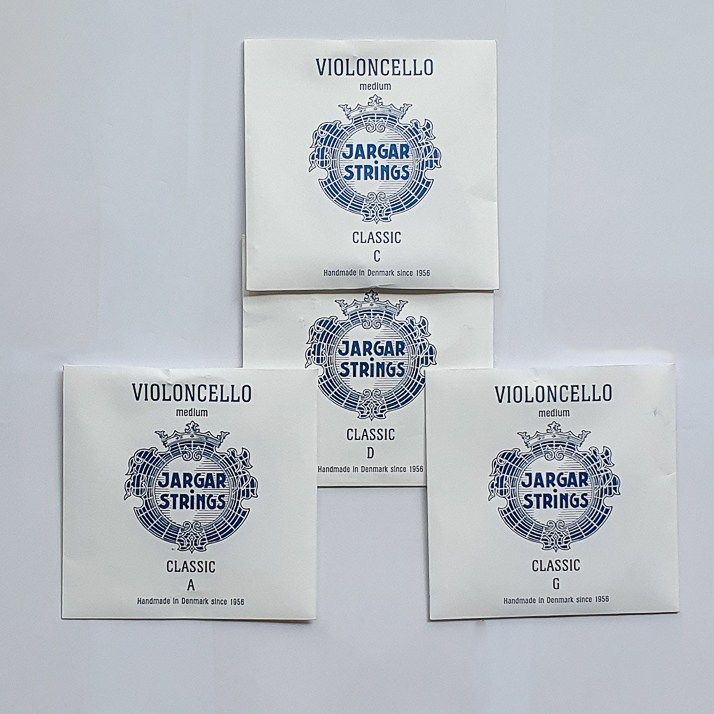 VIOLONCELLO
medium
JARGAR
STRINGS
CLASSIC
C
Handmade in Denmark since 1956
JARGAR
STRINGS
CLASSIC
D
Handmade in Denmark since 1956
VIOLONCELLO
medium
JARGAR
STRINGS
CLASSIC
A
Handmade in Denmark since 1956
VIOLONCELLO
medium
JARGAR
STRINGS
CLASSIC
G
Handmade in Denmark since 1956